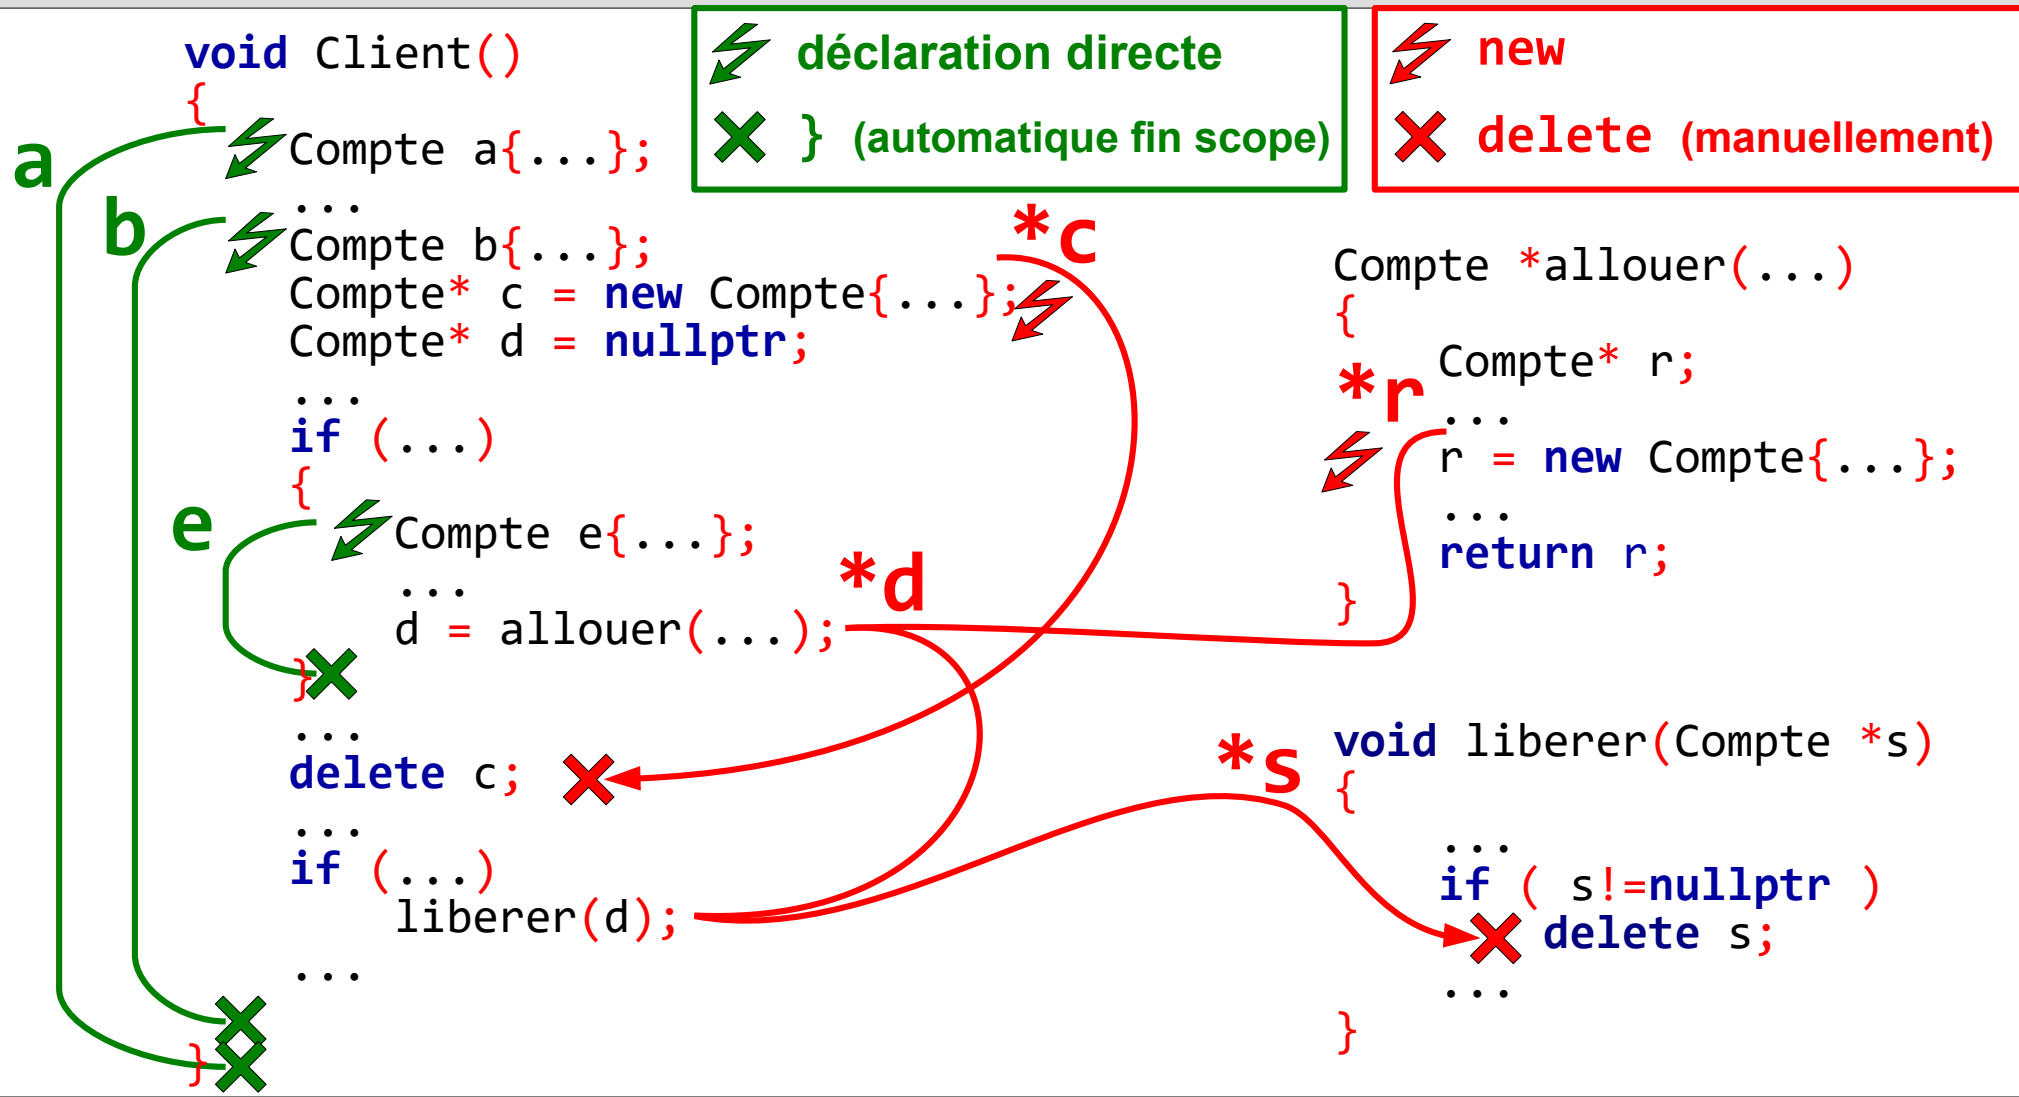 void Client()
{
Compte a{...};
...
Compte b{...};
Compte* c = new Compte{...};
Compte* d = nullptr;
...
if (...)
{
Compte e{...};
...
d = allouer(...);
}
...
delete c;
...
if (...)
liberer(d);
...
}
a
b
e
*c
*d
déclaration directe
} (automatique fin scope)
new
delete (manuellement)
Compte *allouer(...)
{
Compte* r;
...
r = new Compte{...};
...
return r;
}
*r
*s
void liberer(Compte *s)
{
...
if ( s!=nullptr )
delete s;
...
}